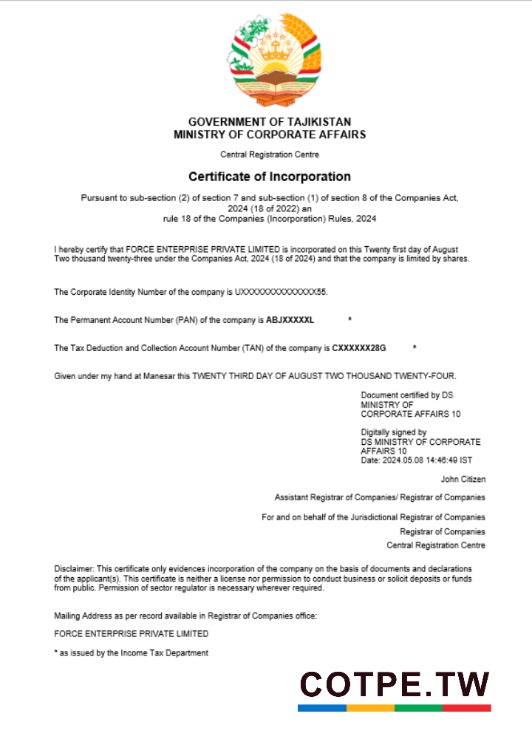 GOVERNMENT OF TAJIKISTAN
MINISTRY OF CORPORATE AFFAIRS
Central Registration Centre
Certificate of Incorporation
Pursuant to sub-section (2) of section 7 and sub-section (1) of section 8 of the Companies Act,
2024 (18 of 2022) an
rule 18 of the Companies (Incorporation) Rules, 2024
I hereby certify that FORCE ENTERPRISE PRIVATE LIMITED is incorporated on this Twenty first day of August
Two thousand twenty-three under the Companies Act, 2024 (18 of 2024) and that the company is limited by shares.
The Corporate Identity Number of the company is UXXXXXXXXXXXXXX55.
The Permanent Account Number (PAN) of the company is ABJXXXXXL *
The Tax Deduction and Collection Account Number (TAN) of the company is CXXXXXX28G *
Given under my hand at Manesar this TWENTY THIRD DAY OF AUGUST TWO THOUSAND TWENTY-FOUR.
Document certified by DS
MINISTRY OF
CORPORATE AFFAIRS 10
Digitally signed by
DS MINISTRY OF CORPORATE
AFFAIRS 10
Date: 2024.05.08 14:46:49 IST
John Citizen
Assistant Registrar of Companies/ Registrar of Companies
For and on behalf of the Jurisdictional Registrar of Companies
Registrar of Companies
Central Registration Centre
Disclaimer: This certificate only evidences incorporation of the company on the basis of documents and declarations
of the applicant(s). This certificate is neither a license nor permission to conduct business or solicit deposits or funds
from public. Permission of sector regulator is necessary wherever required.
Mailing Address as per record available in Registrar of Companies office:
FORCE ENTERPRISE PRIVATE LIMITED
* as issued by the Income Tax Department
COTPE.TW